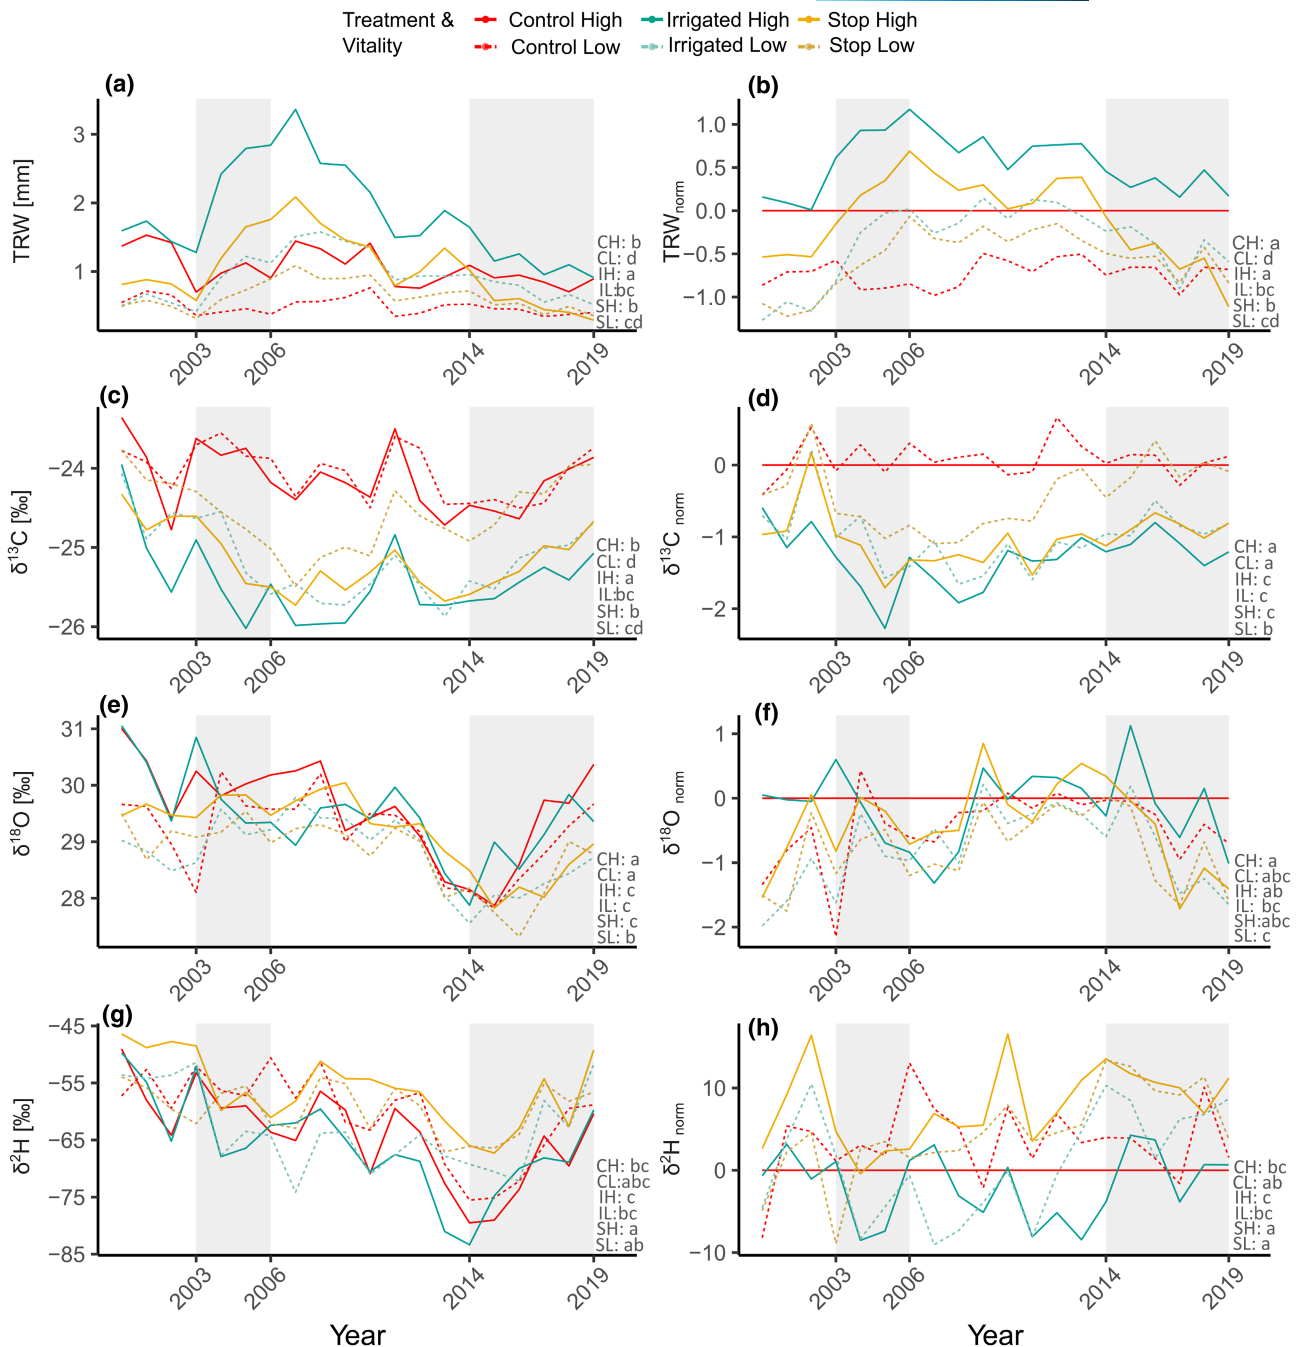 Treatment & Vitality
Control High
Irrigated High
Stop High
Control Low
Irrigated Low
Stop Low
(a)
TRW [mm]
3
2
1
CH: b
CL: d
IH: a
IL:bc
SH: b
SL: cd
2003
2006
2014
2019
(b)
TRWnorm
1.0
0.5
0.0
−0.5
−1.0
CH: a
CL: d
IH: a
IL:bc
SH: b
SL: cd
2003
2006
2014
2019
(c)
δ13C [‰]
−24
−25
−26
CH: b
CL: d
IH: a
IL:bc
SH: b
SL: cd
2003
2006
2014
2019
(d)
δ13C norm
0
−1
−2
CH: a
CL: a
IH: c
IL: c
SH: c
SL: b
2003
2006
2014
2019
(e)
δ18O [‰]
31
30
29
28
CH: a
CL: a
IH: c
IL: c
SH: c
SL: b
2003
2006
2014
2019
(f)
δ18O norm
1
0
−1
−2
CH: a
CL:abc
IH: ab
IL: bc
SH:abc
SL: c
2003
2006
2014
2019
(g)
δ2H [‰]
−45
−55
−65
−75
−85
CH: bc
CL:abc
IH: c
IL:bc
SH: a
SL: ab
2003
2006
2014
2019
Year
(h)
δ2H norm
10
0
−10
CH: bc
CL: ab
IH: c
IL:bc
SH: a
SL: a
2003
2006
2014
2019
Year